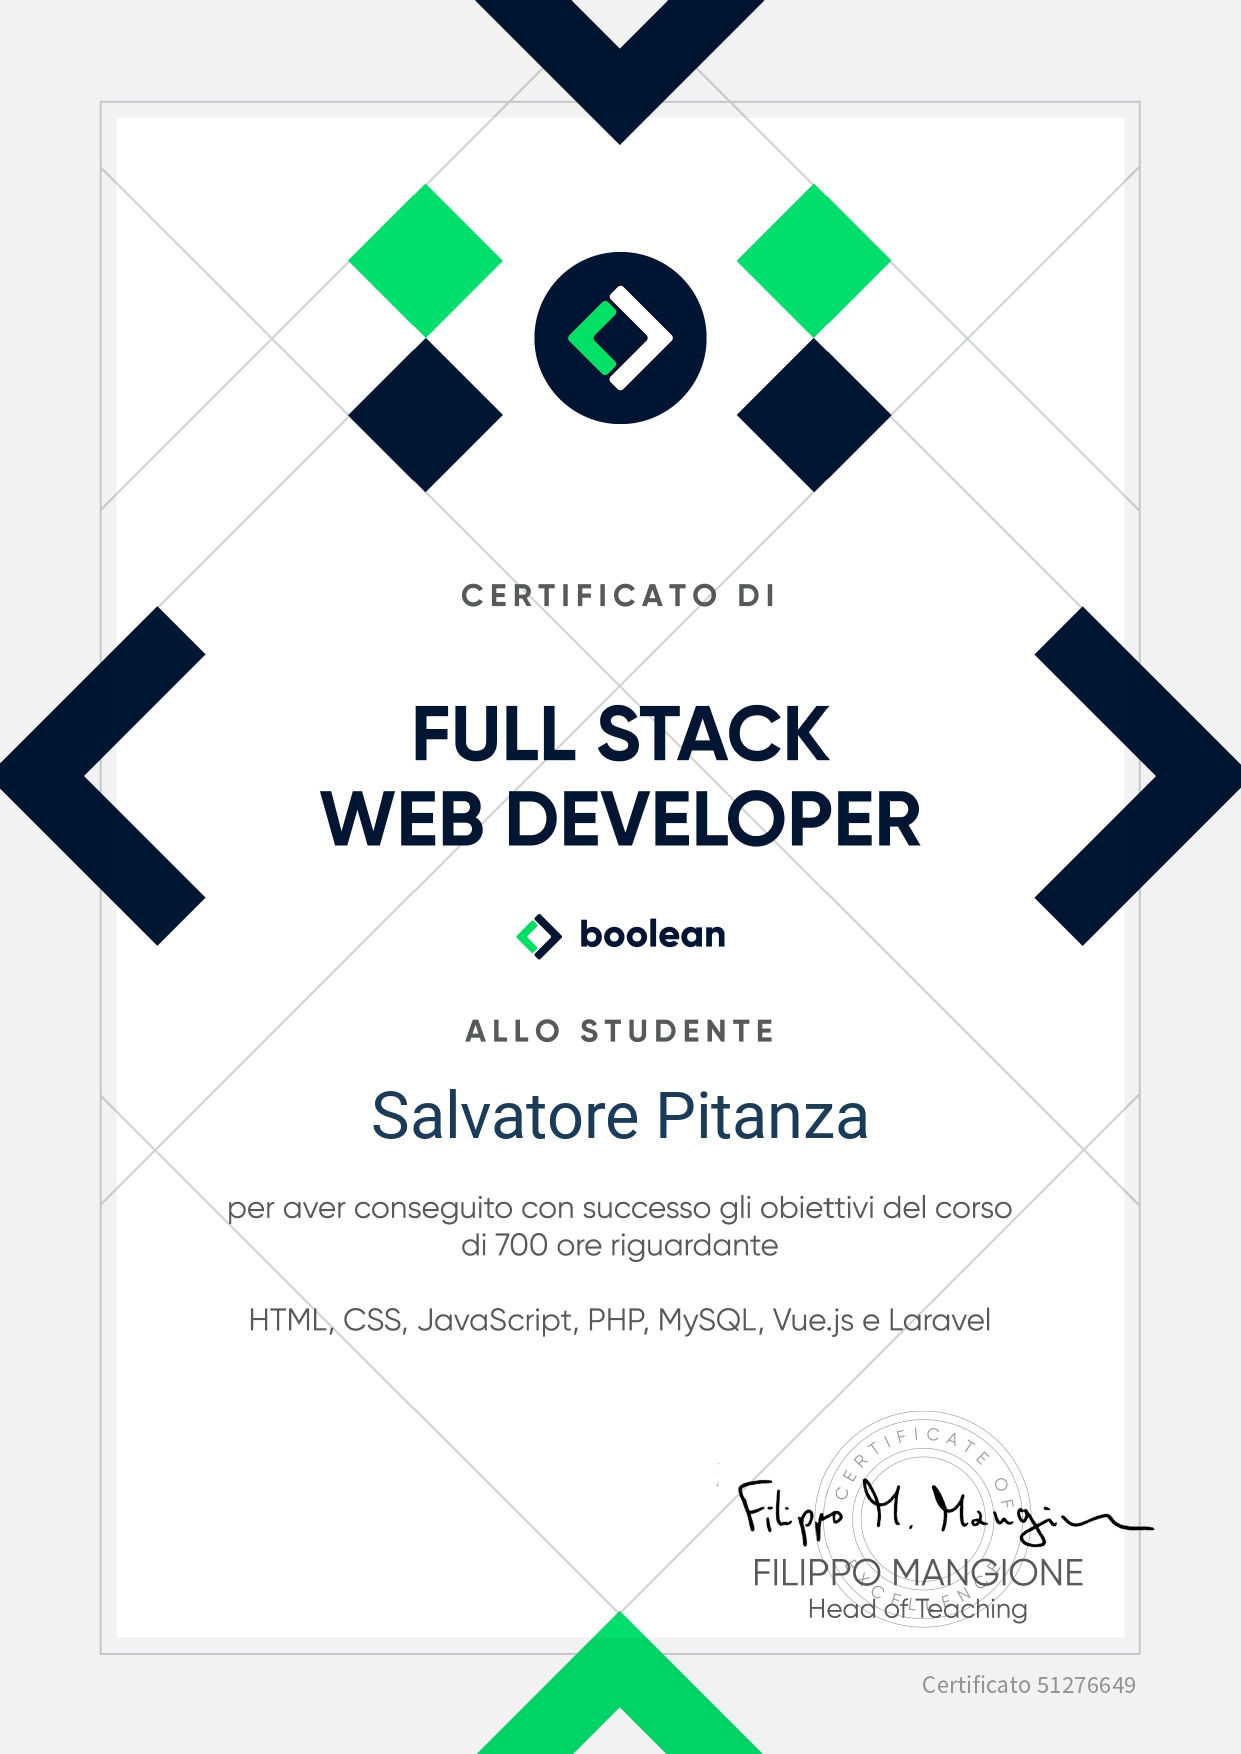 CERTIFICATO DI
FULL STACK
WEB DEVELOPER
boolean
ALLO STUDENTE
Salvatore Pitanza
per aver conseguito con successo gli obiettivi del corso
di 700 ore riguardante
HTML, CSS, JavaScript, PHP, MySQL, Vue.js e Laravel
CERTIFICATE OF
EXCELLENCE
Filippo M. Mangione
FILIPPO MANGIONE
Head of Teaching
Certificato 51276649